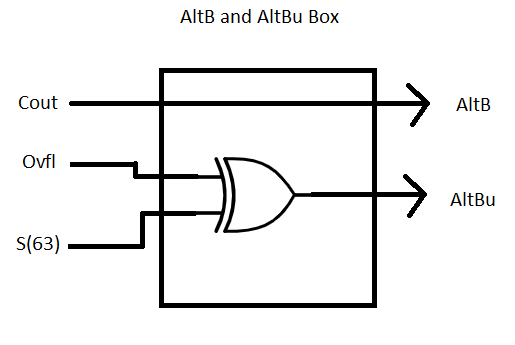 AltB and AltBu Box
Cout
AltB
Ovfl
AltBu
S(63)